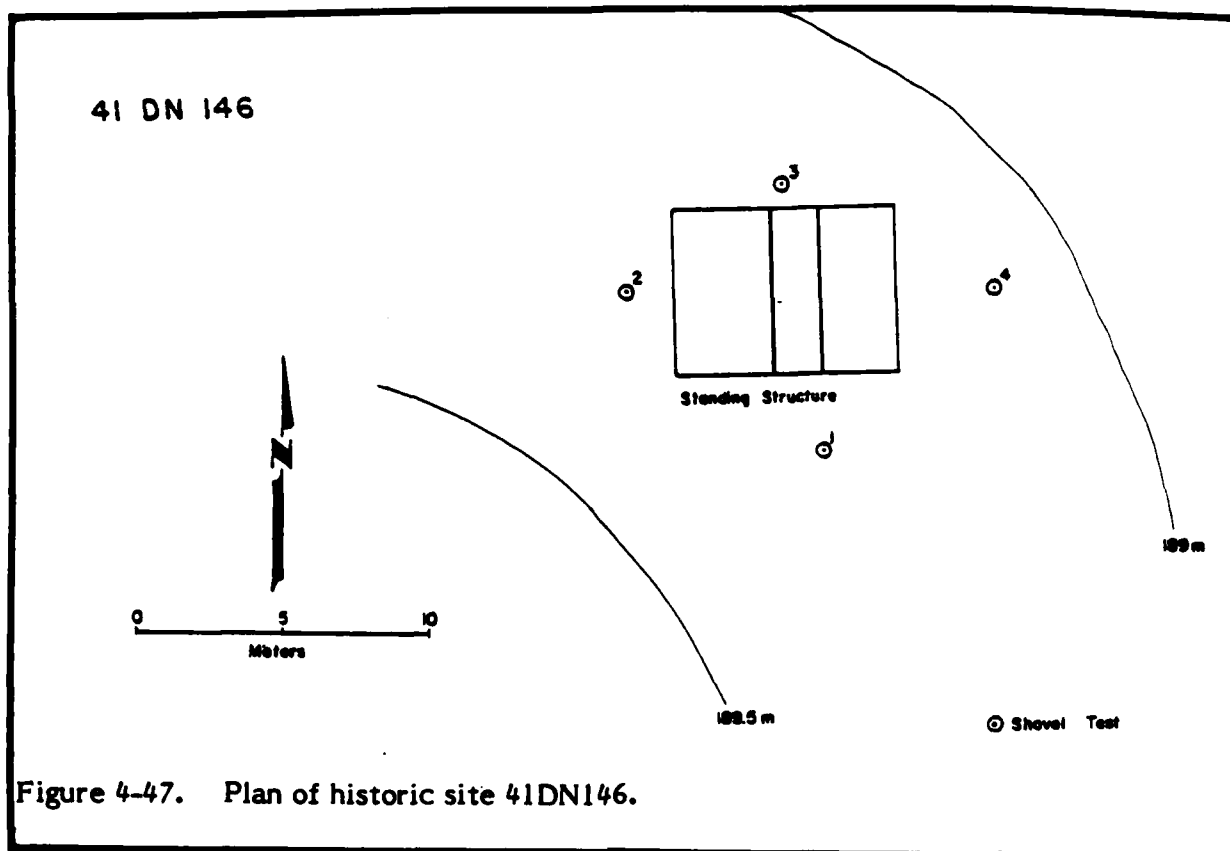 41 DN 146
3
2
4
Standing Structure
1
N
189 m
0 5 10
Meters
189.5 m
Shovel Test
Figure 4-47. Plan of historic site 41DN146.